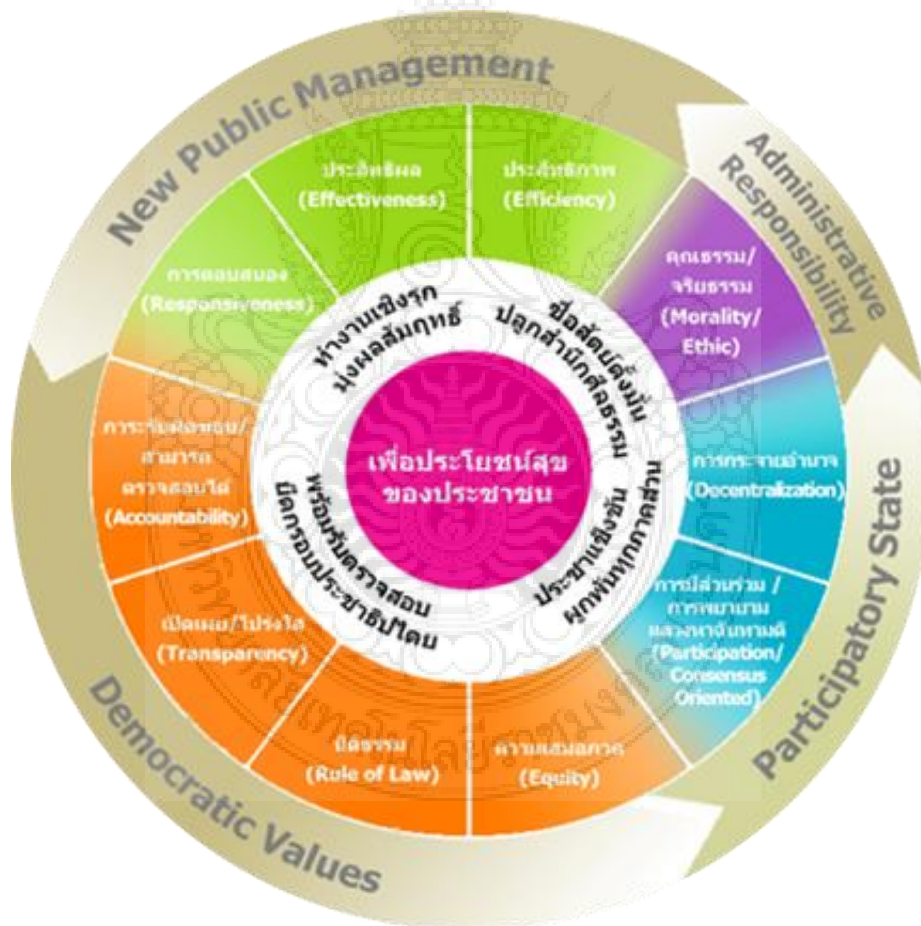 New Public Management
Administrative
Responsibility
Participatory State
Democratic Values
ประสิทธิผล
(Effectiveness)
ประสิทธิภาพ
(Efficiency)
คุณธรรม/
จริยธรรม
(Morality/
Ethic)
การกระจายอำนาจ
(Decentralization)
การมีส่วนร่วม /
การพยายาม
แสวงหาฉันทามติ
(Participation/
Consensus
Oriented)
ความเสมอภาค
(Equity)
นิติธรรม
(Rule of Law)
เปิดเผย/โปร่งใส
(Transparency)
การะรับผิดชอบ/
สามารถ
ตรวจสอบได้
(Accountability)
การตอบสนอง
(Responsiveness)
ทำงานเชิงรุก
มุ่งผลสัมฤทธิ์
ซื่อสัตย์ตั้งมั่น
ปลูกสำนึกศีลธรรม
ประชาแข็งขัน
ผูกพันทุกภาคส่วน
พร้อมรับตรวจสอบ
ยึดกรอบประชาธิปไตย
เพื่อประโยชน์สุข
ของประชาชน